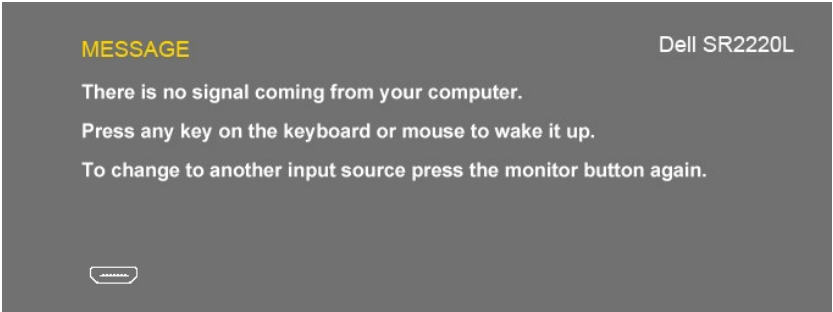 MESSAGE
Dell SR2220L
There is no signal coming from your computer.
Press any key on the keyboard or mouse to wake it up.
To change to another input source press the monitor button again.